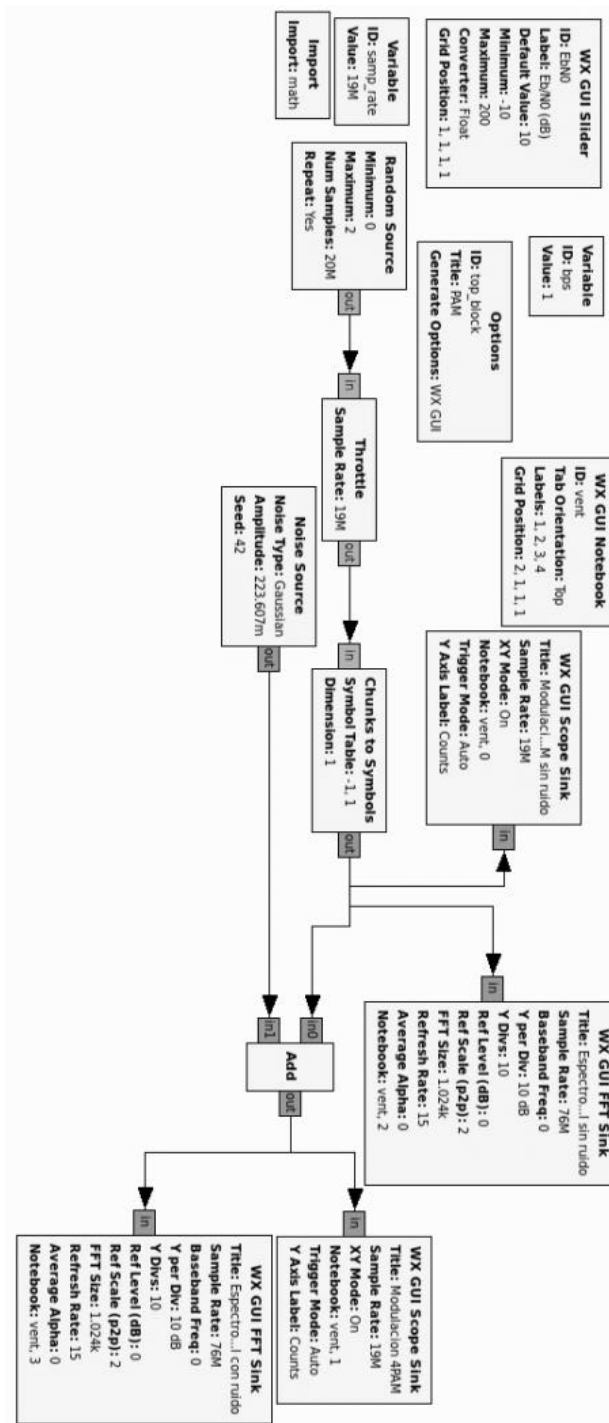 WX GUI Slider
ID: EbN0
Label: Eb/N0 (dB)
Default Value: 10
Minimum: -10
Maximum: 200
Converter: Float
Grid Position: 1, 1, 1, 1
Variable
ID: bps
Value: 1
WX GUI Notebook
ID: vent
Tab Orientation: Top
Labels: 1, 2, 3, 4
Grid Position: 2, 1, 1, 1
Variable
ID: samp_rate
Value: 19M
Import
Import: math
Options
ID: top_block
Title: PAM
Generate Options: WX GUI
WX GUI Scope Sink
Title: Modulaci...M sin ruido
Sample Rate: 19M
XY Mode: On
Notebook: vent, 0
Trigger Mode: Auto
Y Axis Label: Counts
in
WX GUI FFT Sink
Title: Espectro...l sin ruido
Sample Rate: 76M
Baseband Freq: 0
Y per Div: 10 dB
Y Divs: 10
Ref Level (dB): 0
Ref Scale (p2p): 2
FFT Size: 1.024k
Refresh Rate: 15
Average Alpha: 0
Notebook: vent, 2
in
Random Source
Minimum: 0
Maximum: 2
Num Samples: 20M
Repeat: Yes
out
in
Throttle
Sample Rate: 19M
out
in
Chunks to Symbols
Symbol Table: -1, 1
Dimension: 1
out
Noise Source
Noise Type: Gaussian
Amplitude: 223.607m
Seed: 42
out
in0
in1
Add
out
in
WX GUI Scope Sink
Title: Modulacion 4PAM
Sample Rate: 19M
XY Mode: On
Notebook: vent, 1
Trigger Mode: Auto
Y Axis Label: Counts
in
WX GUI FFT Sink
Title: Espectro...l con ruido
Sample Rate: 76M
Baseband Freq: 0
Y per Div: 10 dB
Y Divs: 10
Ref Level (dB): 0
Ref Scale (p2p): 2
FFT Size: 1.024k
Refresh Rate: 15
Average Alpha: 0
Notebook: vent, 3